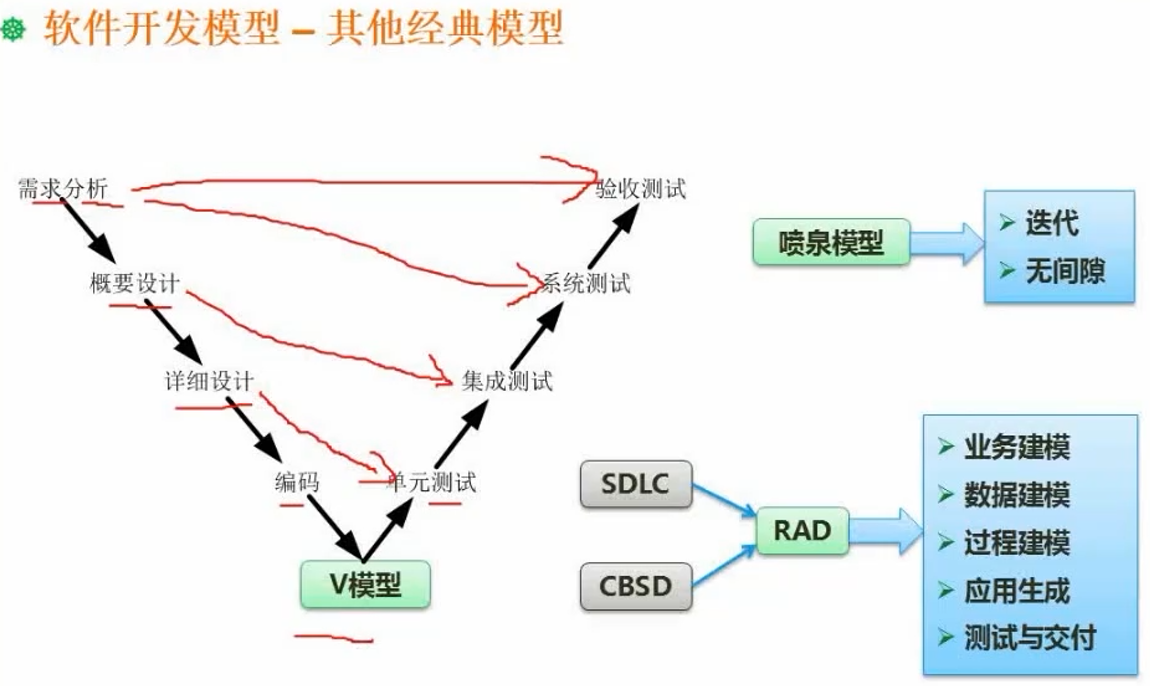 软件开发模型 – 其他经典模型
需求分析
验收测试
概要设计
系统测试
详细设计
集成测试
编码
单元测试
V模型
喷泉模型
迭代
无间隙
SDLC
CBSD
RAD
业务建模
数据建模
过程建模
应用生成
测试与交付